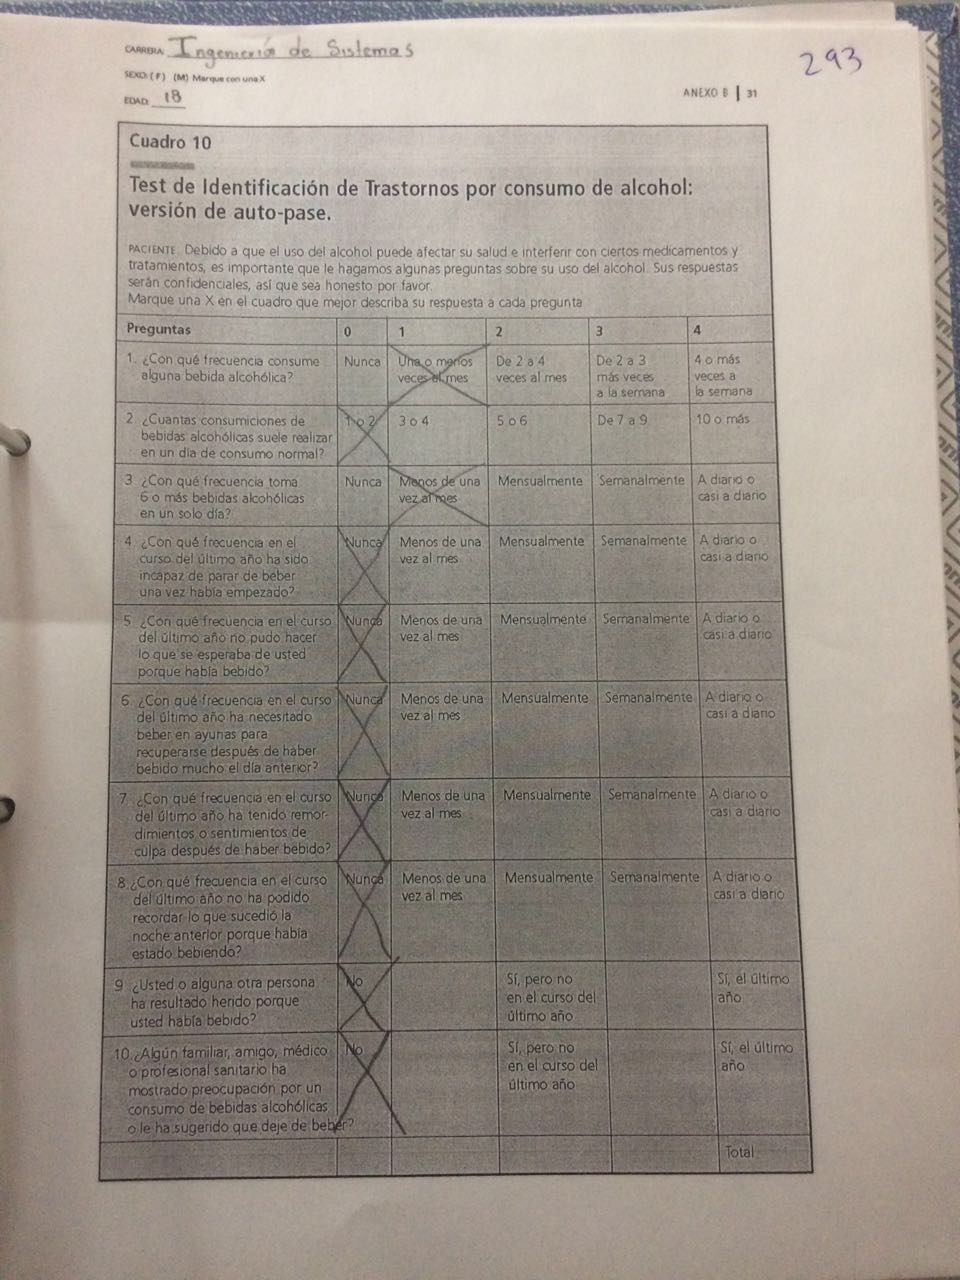 CARRERA: Ingeniería de Sistemas
293
SEXO: (F) (M) Marque con una X
EDAD: 18
ANEXO B | 31
Cuadro 10
Test de Identificación de Trastornos por consumo de alcohol:
versión de auto-pase.
PACIENTE: Debido a que el uso del alcohol puede afectar su salud e interferir con ciertos medicamentos y
tratamientos, es importante que le hagamos algunas preguntas sobre su uso del alcohol. Sus respuestas
serán confidenciales, así que sea honesto por favor.
Marque una X en el cuadro que mejor describa su respuesta a cada pregunta
Preguntas 0 1 2 3 4
1. ¿Con qué frecuencia consume
alguna bebida alcohólica?
Nunca
Una o menos
veces al mes
De 2 a 4
veces al mes
De 2 a 3
más veces
a la semana
4 o más
veces a
la semana
2. ¿Cuantas consumiciones de
bebidas alcohólicas suele realizar
en un día de consumo normal?
1 o 2
3 o 4
5 o 6
De 7 a 9
10 o más
3. ¿Con qué frecuencia toma
6 o más bebidas alcohólicas
en un solo día?
Nunca
Menos de una
vez al mes
Mensualmente
Semanalmente
A diario o
casi a diario
4. ¿Con qué frecuencia en el
curso del último año ha sido
incapaz de parar de beber
una vez había empezado?
Nunca
Menos de una
vez al mes
Mensualmente
Semanalmente
A diario o
casi a diario
5. ¿Con qué frecuencia en el curso
del último año no pudo hacer
lo que se esperaba de usted
porque había bebido?
Nunca
Menos de una
vez al mes
Mensualmente
Semanalmente
A diario o
casi a diario
6. ¿Con qué frecuencia en el curso
del último año ha necesitado
beber en ayunas para
recuperarse después de haber
bebido mucho el día anterior?
Nunca
Menos de una
vez al mes
Mensualmente
Semanalmente
A diario o
casi a diario
7. ¿Con qué frecuencia en el curso
del último año ha tenido remor-
dimientos o sentimientos de
culpa después de haber bebido?
Nunca
Menos de una
vez al mes
Mensualmente
Semanalmente
A diario o
casi a diario
8.¿Con qué frecuencia en el curso
del último año no ha podido
recordar lo que sucedió la
noche anterior porque había
estado bebiendo?
Nunca
Menos de una
vez al mes
Mensualmente
Semanalmente
A diario o
casi a diario
9 ¿Usted o alguna otra persona
ha resultado herido porque
usted había bebido?
No
Sí, pero no
en el curso del
último año
Sí, el último
año
10.¿Algún familiar, amigo, médico
o profesional sanitario ha
mostrado preocupación por un
consumo de bebidas alcohólicas
o le ha sugerido que deje de beber?
No
Sí, pero no
en el curso del
último año
Sí, el último
año
Total